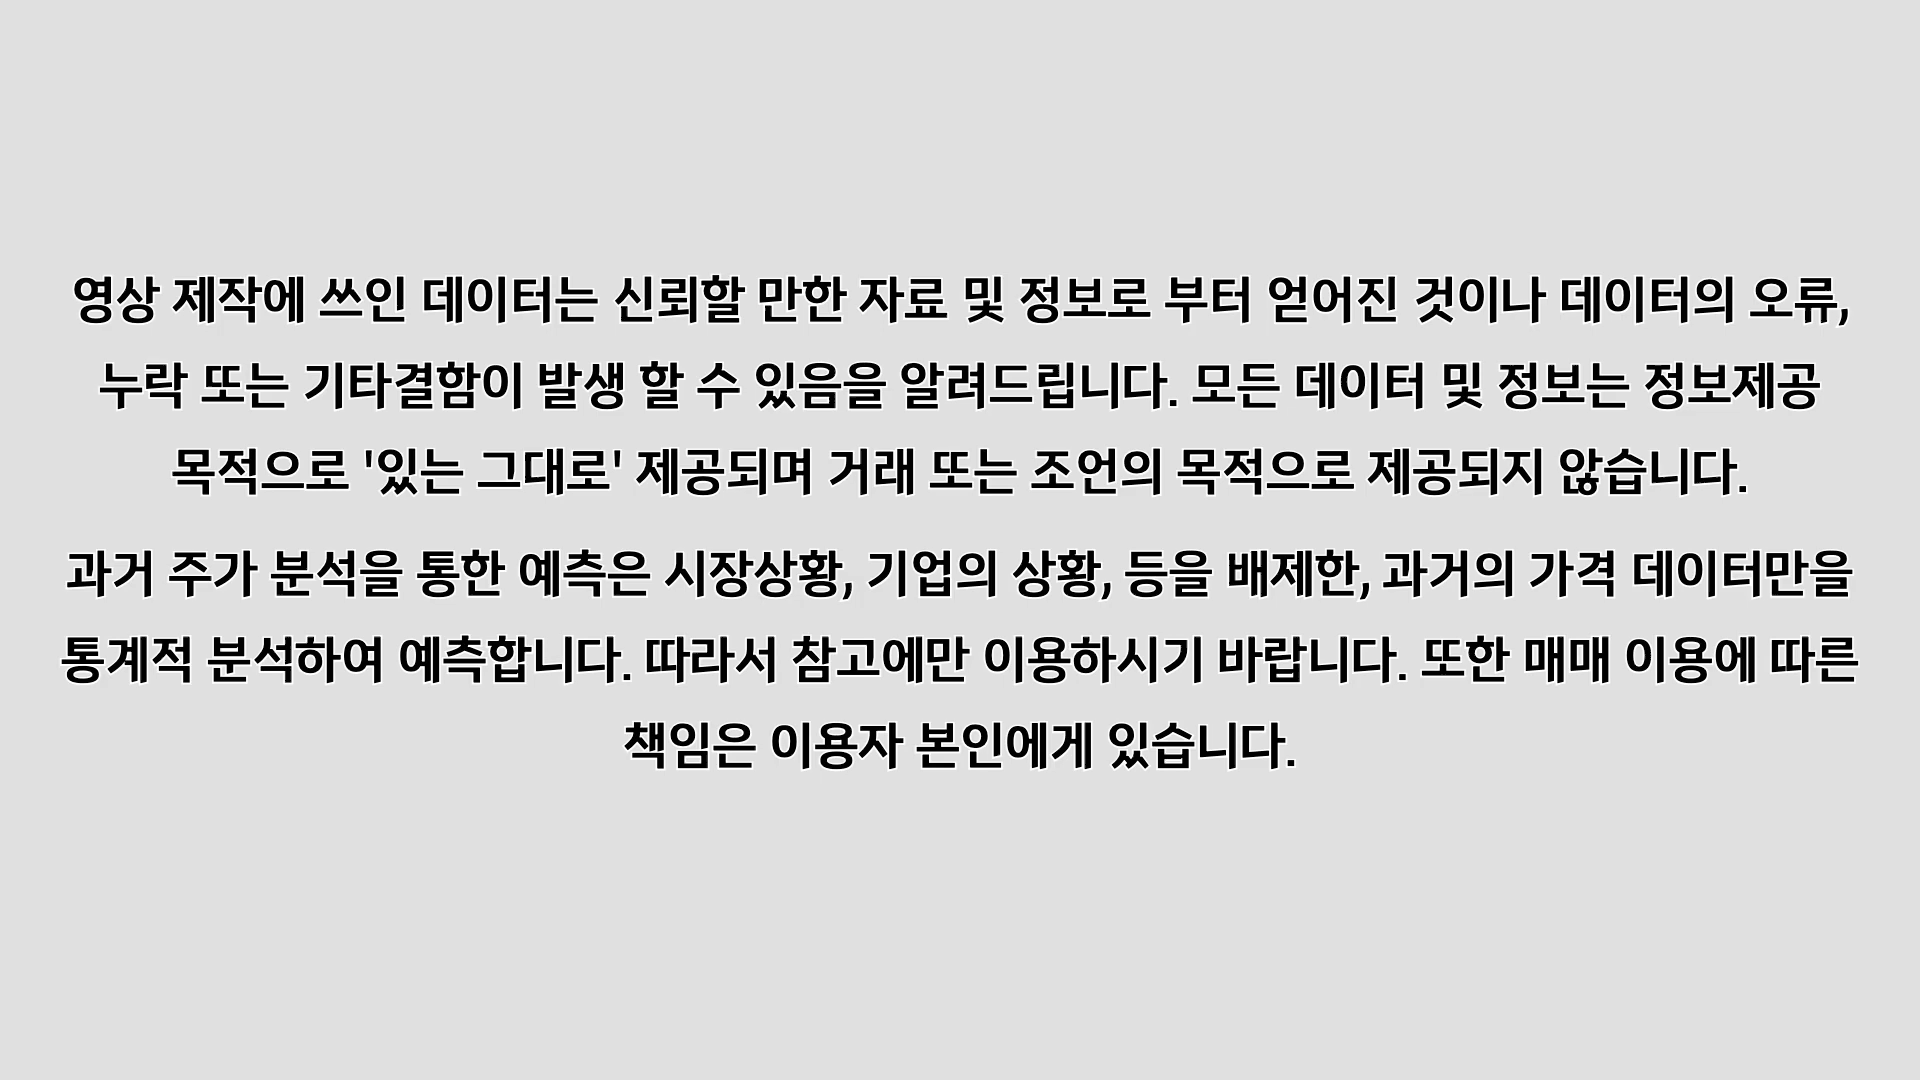 영상 제작에 쓰인 데이터는 신뢰할 만한 자료 및 정보로 부터 얻어진 것이나 데이터의 오류,
누락 또는 기타결함이 발생 할 수 있음을 알려드립니다. 모든 데이터 및 정보는 정보제공
목적으로 '있는 그대로' 제공되며 거래 또는 조언의 목적으로 제공되지 않습니다.
과거 주가 분석을 통한 예측은 시장상황, 기업의 상황, 등을 배제한, 과거의 가격 데이터만을
통계적 분석하여 예측합니다. 따라서 참고에만 이용하시기 바랍니다. 또한 매매 이용에 따른
책임은 이용자 본인에게 있습니다.